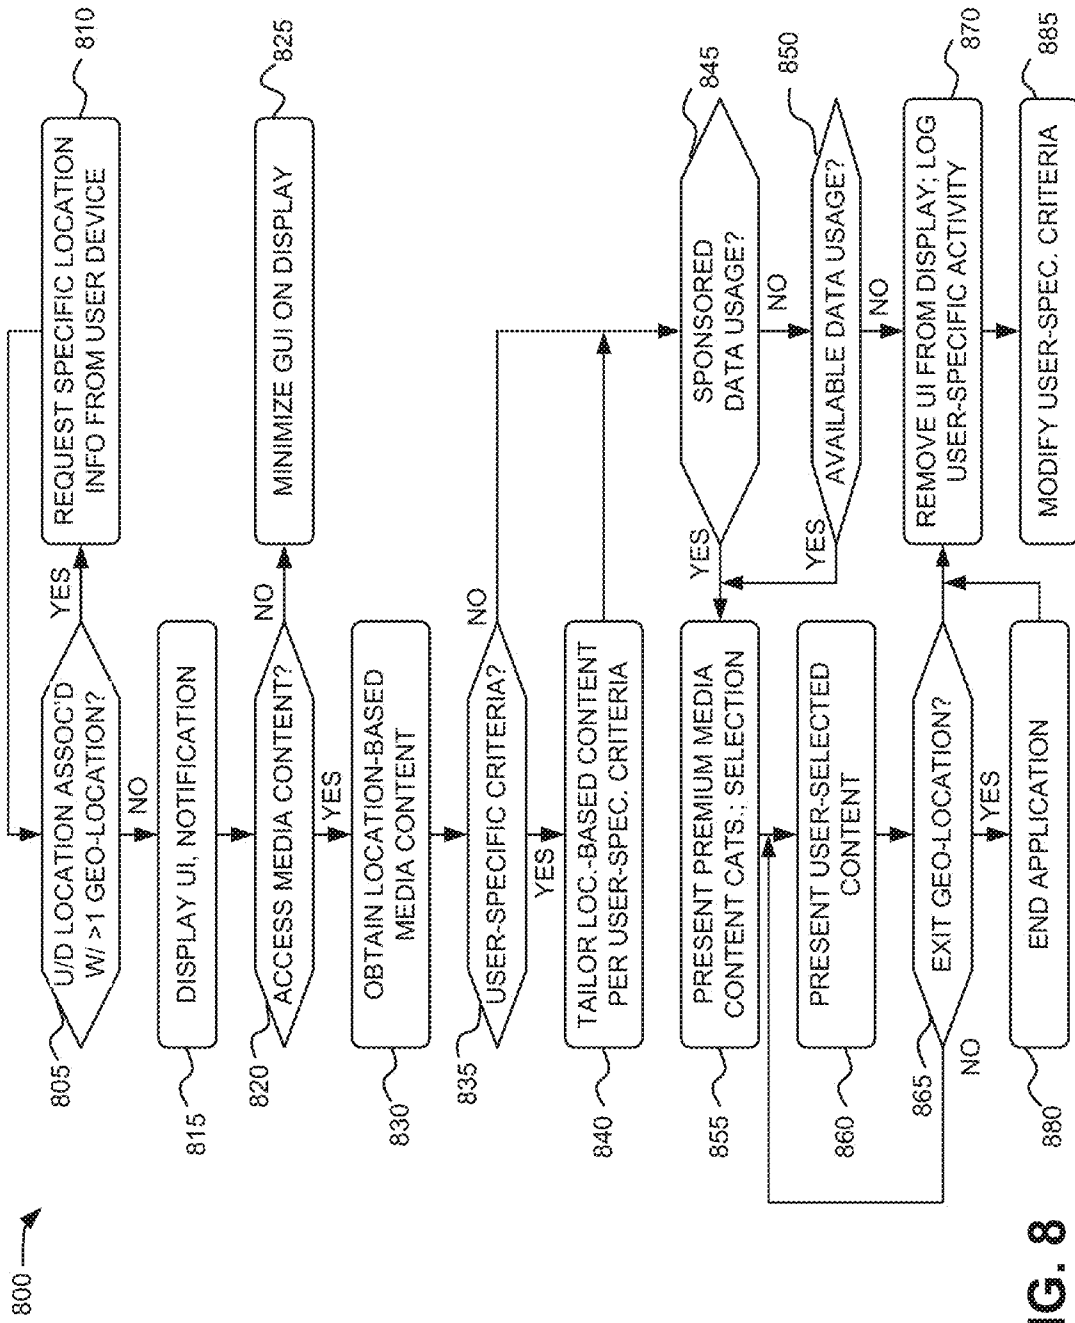 800
805
U/D LOCATION ASSOC'D
W/ >1 GEO-LOCATION?
YES
NO
REQUEST SPECIFIC LOCATION
INFO FROM USER DEVICE
810
815
DISPLAY UI, NOTIFICATION
820
ACCESS MEDIA CONTENT?
NO
YES
MINIMIZE GUI ON DISPLAY
825
830
OBTAIN LOCATION-BASED
MEDIA CONTENT
835
USER-SPECIFIC CRITERIA?
NO
YES
840
TAILOR LOC.-BASED CONTENT
PER USER-SPEC. CRITERIA
845
SPONSORED
DATA USAGE?
YES
NO
850
AVAILABLE DATA USAGE?
YES
NO
855
PRESENT PREMIUM MEDIA
CONTENT CATS.; SELECTION
860
PRESENT USER-SELECTED
CONTENT
865
EXIT GEO-LOCATION?
NO
YES
REMOVE UI FROM DISPLAY; LOG
USER-SPECIFIC ACTIVITY
870
880
END APPLICATION
MODIFY USER-SPEC. CRITERIA
885
IG. 8